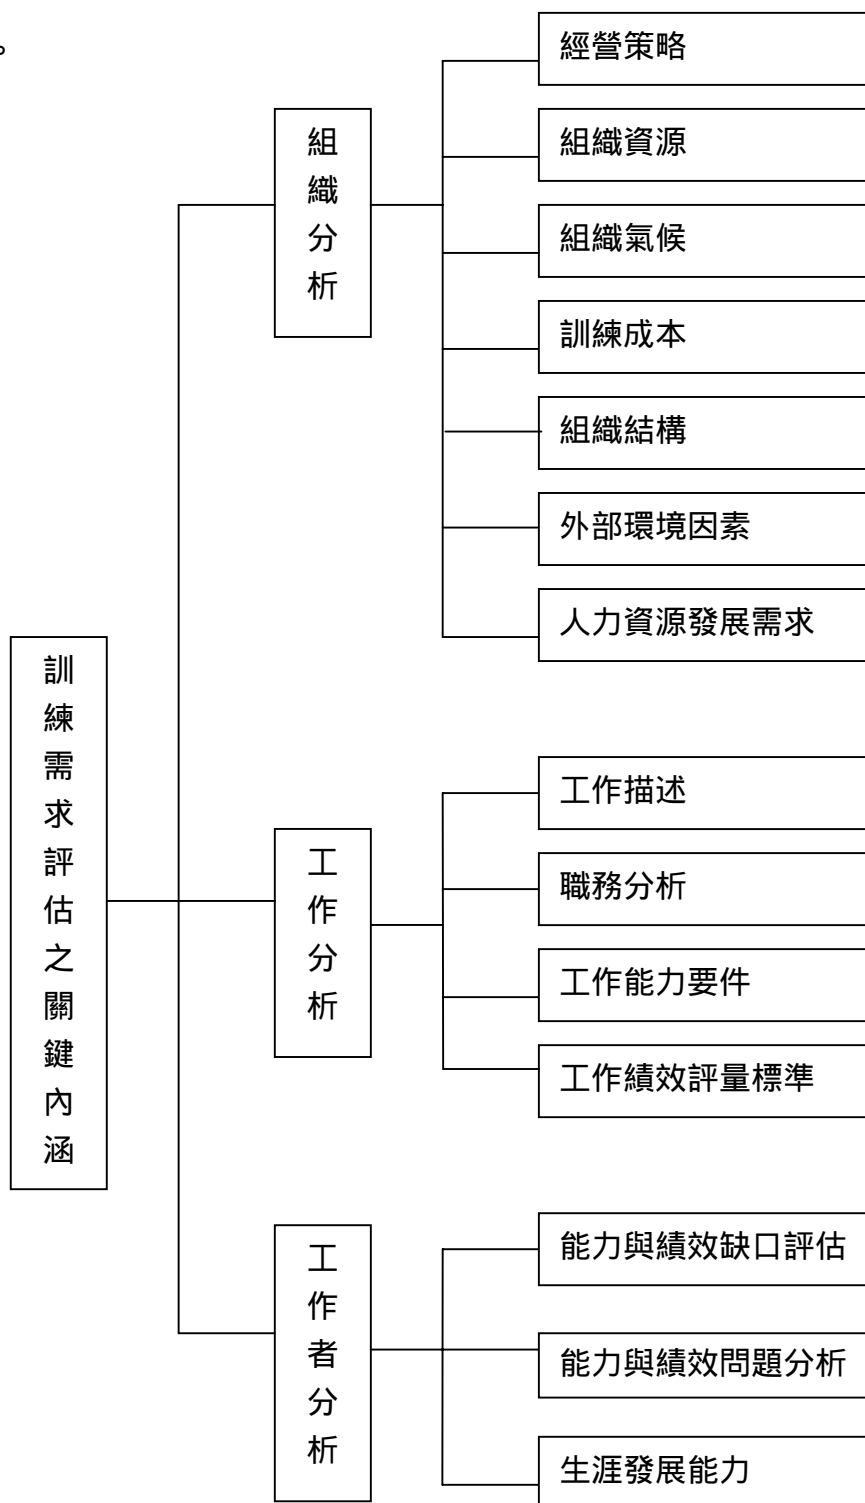 。
訓練需求評估之關鍵內涵
組織分析
經營策略
組織資源
組織氣候
訓練成本
組織結構
外部環境因素
人力資源發展需求
工作分析
工作描述
職務分析
工作能力要件
工作績效評量標準
工作者分析
能力與績效缺口評估
能力與績效問題分析
生涯發展能力